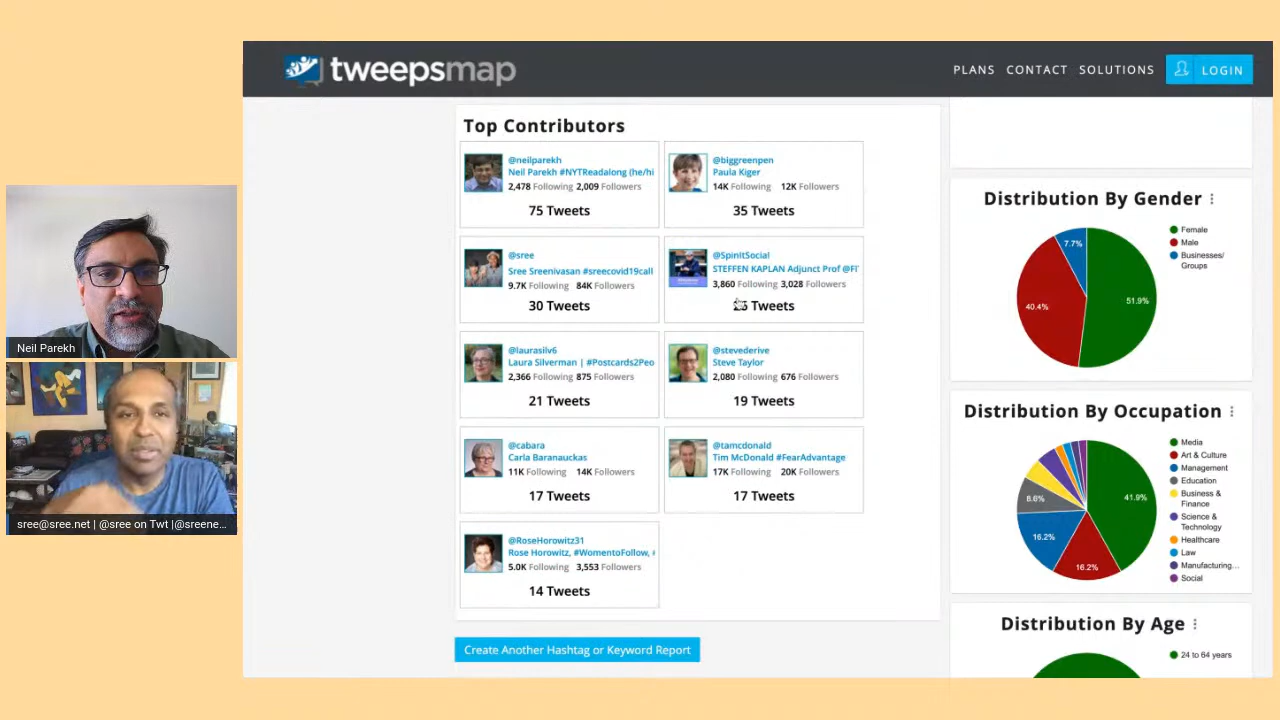 tweepsmap
PLANS CONTACT SOLUTIONS LOGIN
Top Contributors
@neilparekh
Neil Parekh #NYTReadalong (he/hi
2,478 Following 2,009 Followers
75 Tweets
@biggreenpen
Paula Kiger
14K Following 12K Followers
35 Tweets
@sree
Sree Sreenivasan #sreecovid19call
9.7K Following 84K Followers
30 Tweets
@SpinItSocial
STEFFEN KAPLAN Adjunct Prof @FI
3,860 Following 3,028 Followers
Tweets
@laurasilv6
Laura Silverman | #Postcards2Peo
2,366 Following 875 Followers
21 Tweets
@stevederive
Steve Taylor
2,080 Following 676 Followers
19 Tweets
@cabara
Carla Baranauckas
11K Following 14K Followers
17 Tweets
@tamcdonald
Tim McDonald #FearAdvantage
17K Following 20K Followers
17 Tweets
@RoseHorowitz31
Rose Horowitz, #WomentoFollow,
5.0K Following 3,553 Followers
14 Tweets
Create Another Hashtag or Keyword Report
Distribution By Gender
7.7%
40.4%
51.9%
Female
Male
Businesses/
Groups
Distribution By Occupation
41.9%
8.6%
16.2%
16.2%
Media
Art & Culture
Management
Education
Business &
Finance
Science &
Technology
Healthcare
Law
Manufacturing...
Social
Distribution By Age
24 to 64 years
Neil Parekh
sree@sree.net | @sree on Twt |@sreene...